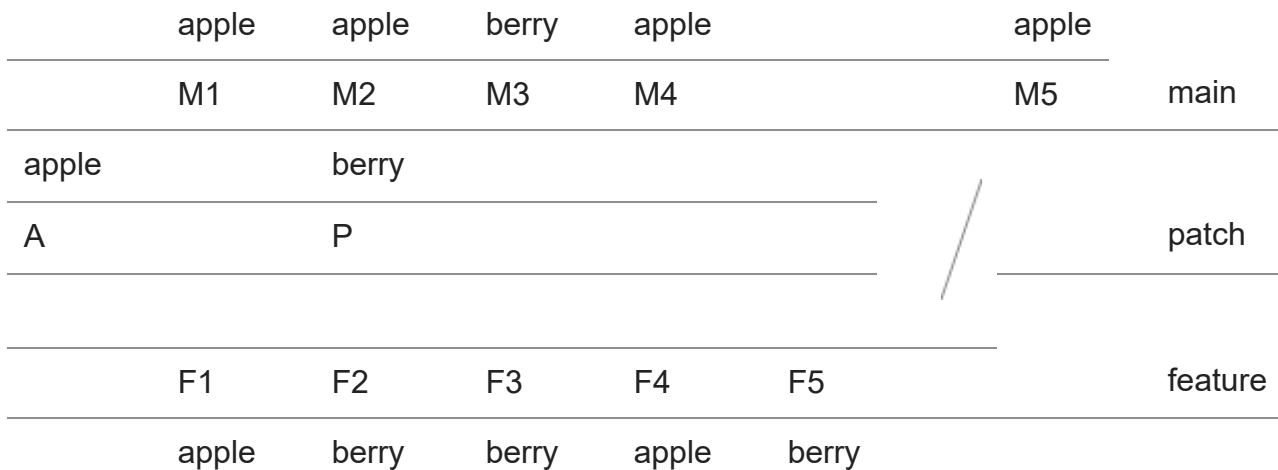 apple apple berry apple apple
M1 M2 M3 M4 M5 main
apple berry
A P patch
F1 F2 F3 F4 F5 feature
apple berry berry apple berry